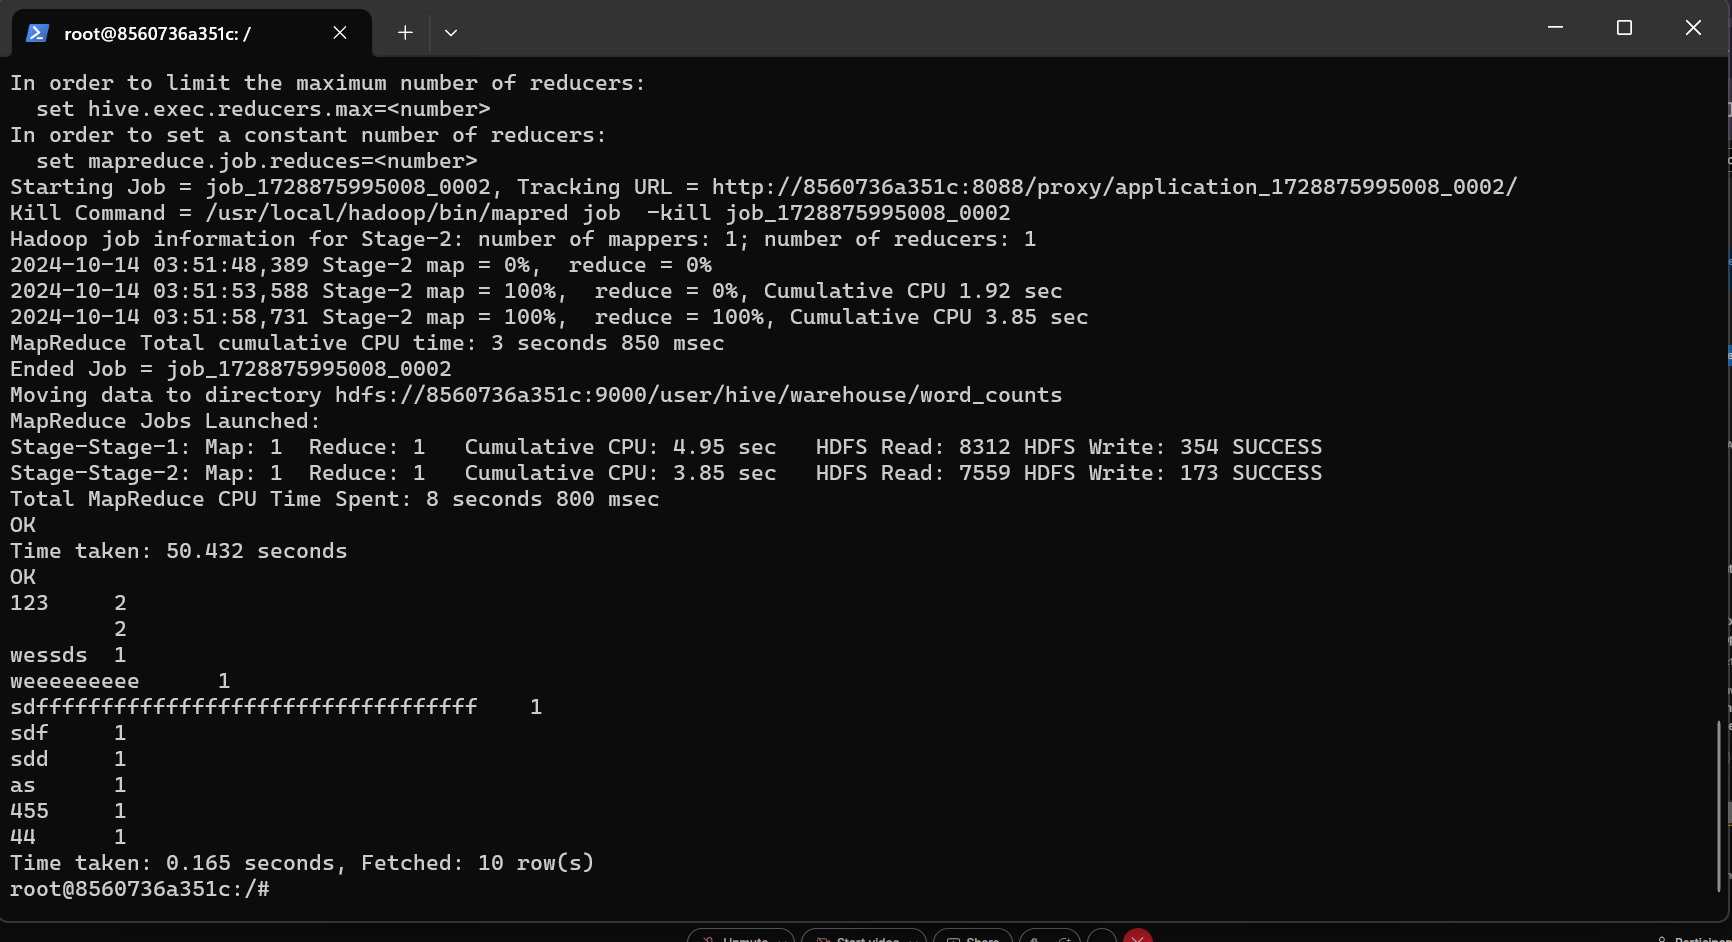 root@8560736a351c: /
In order to limit the maximum number of reducers:
  set hive.exec.reducers.max=<number>
In order to set a constant number of reducers:
  set mapreduce.job.reduces=<number>
Starting Job = job_1728875995008_0002, Tracking URL = http://8560736a351c:8088/proxy/application_1728875995008_0002/
Kill Command = /usr/local/hadoop/bin/mapred job  -kill job_1728875995008_0002
Hadoop job information for Stage-2: number of mappers: 1; number of reducers: 1
2024-10-14 03:51:48,389 Stage-2 map = 0%,  reduce = 0%
2024-10-14 03:51:53,588 Stage-2 map = 100%,  reduce = 0%, Cumulative CPU 1.92 sec
2024-10-14 03:51:58,731 Stage-2 map = 100%,  reduce = 100%, Cumulative CPU 3.85 sec
MapReduce Total cumulative CPU time: 3 seconds 850 msec
Ended Job = job_1728875995008_0002
Moving data to directory hdfs://8560736a351c:9000/user/hive/warehouse/word_counts
MapReduce Jobs Launched:
Stage-Stage-1: Map: 1  Reduce: 1   Cumulative CPU: 4.95 sec   HDFS Read: 8312 HDFS Write: 354 SUCCESS
Stage-Stage-2: Map: 1  Reduce: 1   Cumulative CPU: 3.85 sec   HDFS Read: 7559 HDFS Write: 173 SUCCESS
Total MapReduce CPU Time Spent: 8 seconds 800 msec
OK
Time taken: 50.432 seconds
OK
123     2
        2
wessds  1
weeeeeeeee      1
sdffffffffffffffffffffffffffffffffff    1
sdf     1
sdd     1
as      1
455     1
44      1
Time taken: 0.165 seconds, Fetched: 10 row(s)
root@8560736a351c:/#